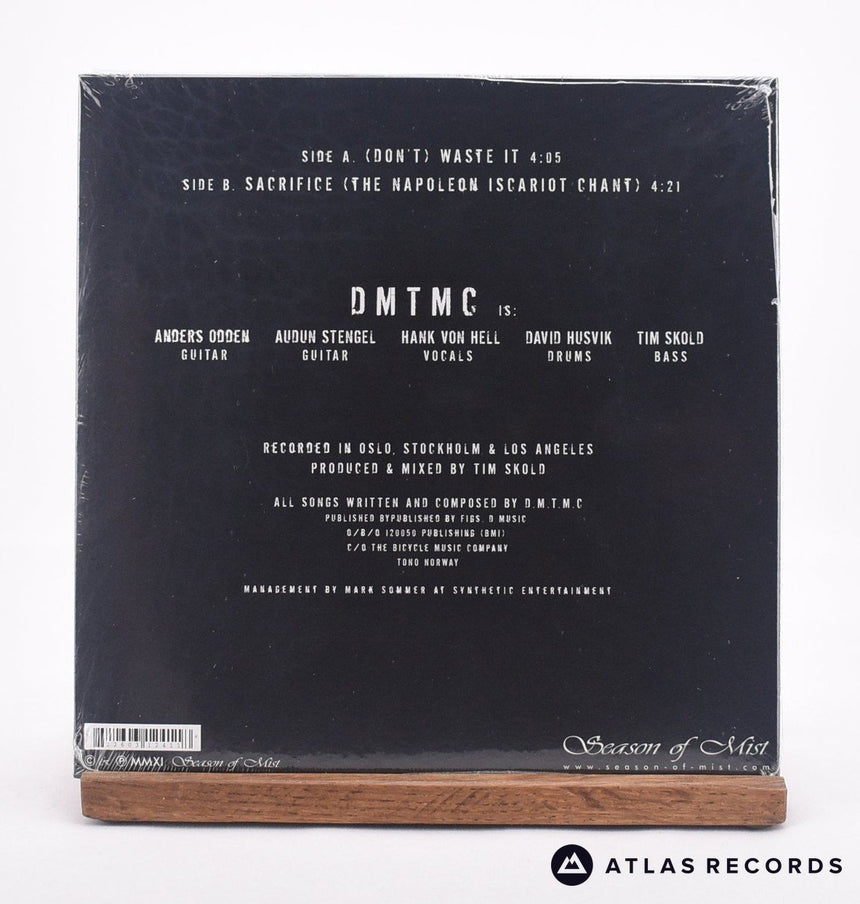 SIDE A. (DON'T) WASTE IT 4:05
SIDE B. SACRIFICE (THE NAPOLEON ISCARIOT CHANT) 4:21
DMTMC IS:
ANDERS ODDEN AUDUN STENGEL HANK VON HELL DAVID HUSVIK TIM SKOLD
GUITAR GUITAR VOCALS DRUMS BASS
RECORDED IN OSLO, STOCKHOLM & LOS ANGELES
PRODUCED & MIXED BY TIM SKOLD
ALL SONGS WRITTEN AND COMPOSED BY D.M.T.M.C
PUBLISHED BYPUBLISHED BY FIGS. D MUSIC
O/B/O 120050 PUBLISHING (BMI)
C/O THE BICYCLE MUSIC COMPANY
TONO NORWAY
MANAGEMENT BY MARK SOMMER AT SYNTHETIC ENTERTAINMENT
Season of Mist
www.season-of-mist.com
MMXI Season of Mist
ATLAS RECORDS